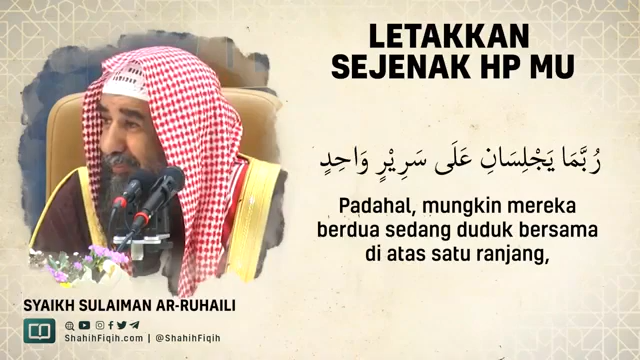 LETAKKAN
SEJENAK HP MU
رُبَّمَا يَجْلِسَانِ عَلَى سَرِيْرٍ وَاحِدٍ
Padahal, mungkin mereka
berdua sedang duduk bersama
di atas satu ranjang,
SYAIKH SULAIMAN AR-RUHAILI
ShahihFiqih.com | @ShahihFiqih